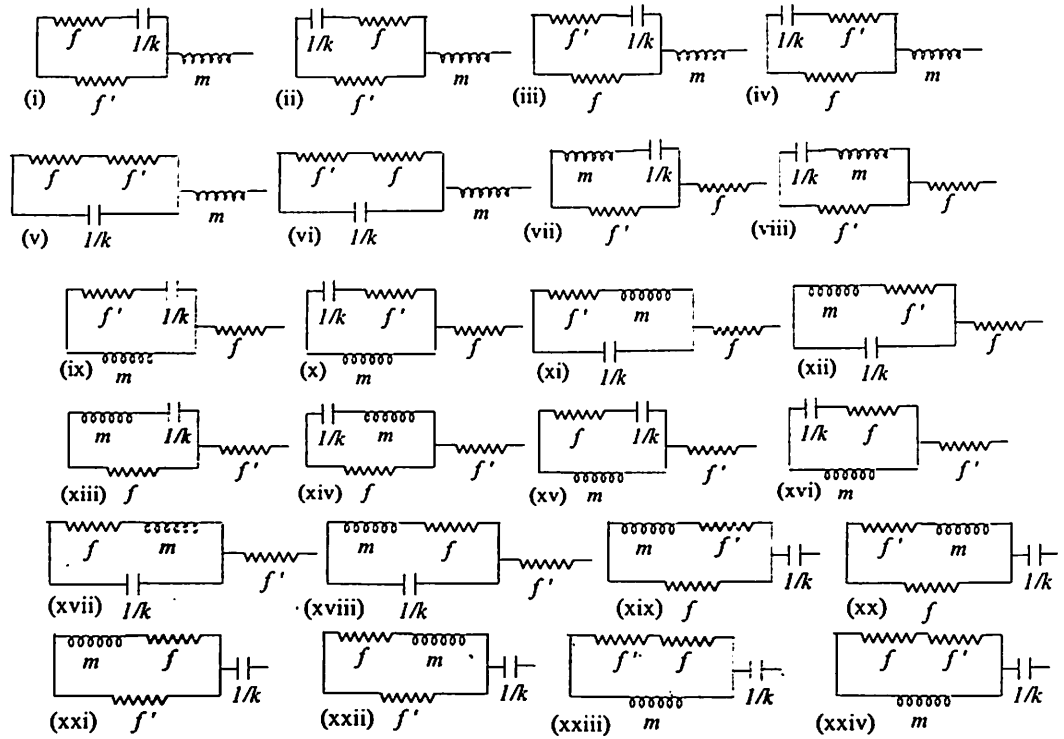 f 1/k 1/k f f' 1/k 1/k f'
m m m m
(i) f' (ii) f' (iii) f (iv) f
f f' f' f m 1/k 1/k m
m m f f
(v) 1/k (vi) 1/k (vii) f' (viii) f'
f' 1/k 1/k f' f' m m f'
f f f f
(ix) m (x) m (xi) 1/k (xii) 1/k
m 1/k 1/k m f 1/k 1/k f
f' f' f' f'
(xiii) f (xiv) f (xv) m (xvi) m
f m m f m f' f' m
f' f' 1/k 1/k
(xvii) 1/k (xviii) 1/k (xix) f (xx) f
m f f m f' f f f'
1/k 1/k 1/k 1/k
(xxi) f' (xxii) f' (xxiii) m (xxiv) m